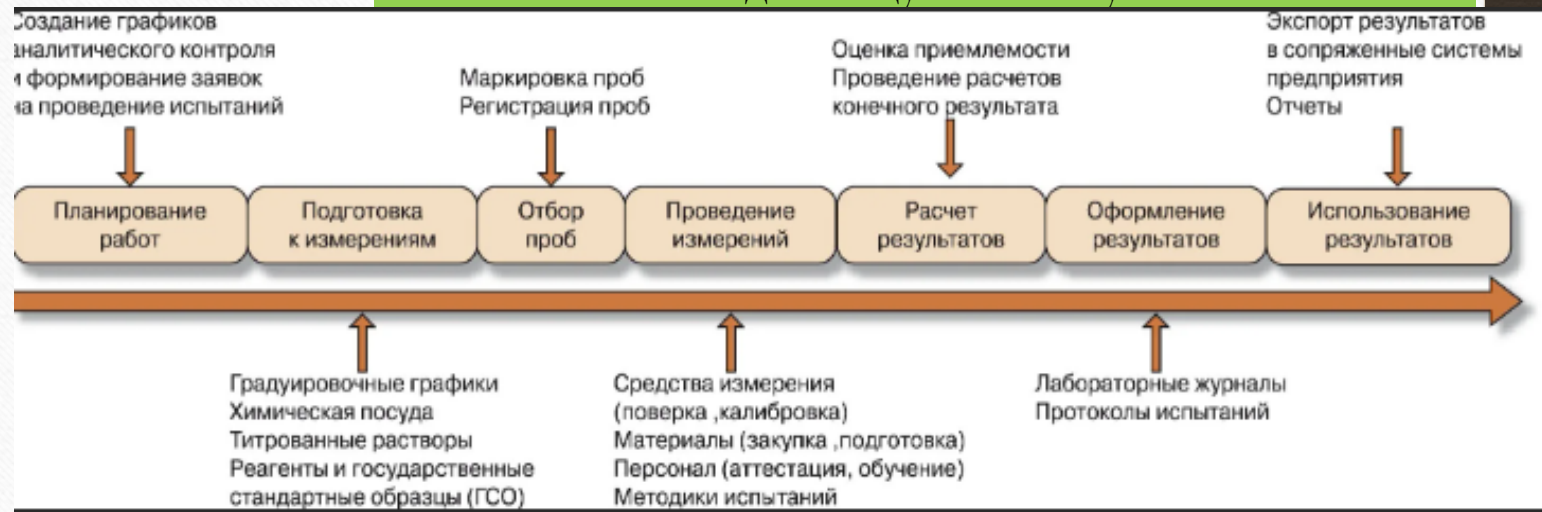 Создание графиков
аналитического контроля
и формирование заявок
на проведение испытаний
Маркировка проб
Регистрация проб
Оценка приемлемости
Проведение расчетов
конечного результата
Экспорт результатов
в сопряженные системы
предприятия
Отчеты
Планирование
работ
Подготовка
к измерениям
Отбор
проб
Проведение
измерений
Расчет
результатов
Оформление
результатов
Использование
результатов
Градуировочные графики
Химическая посуда
Титрованные растворы
Реагенты и государственные
стандартные образцы (ГСО)
Средства измерения
(поверка ,калибровка)
Материалы (закупка ,подготовка)
Персонал (аттестация, обучение)
Методики испытаний
Лабораторные журналы
Протоколы испытаний